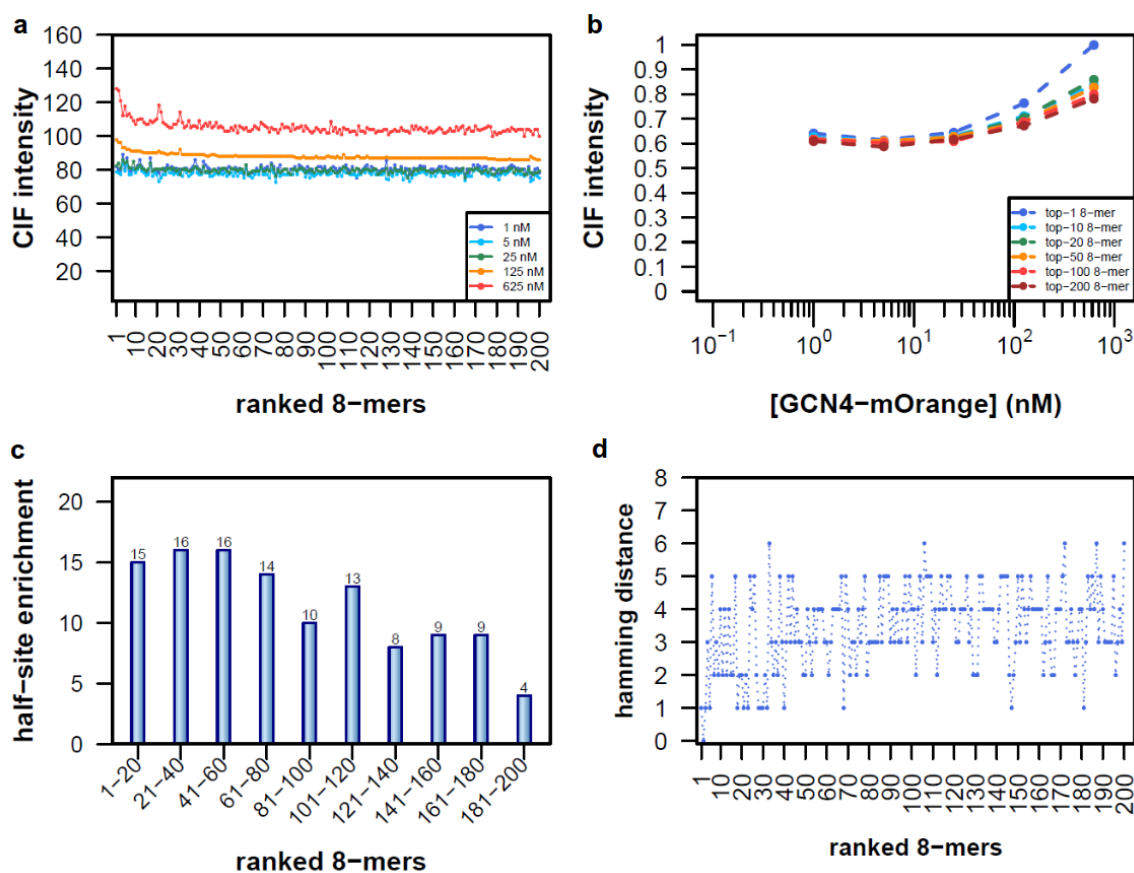 a
160
140
120
100
80
60
40
20
CIF intensity
1 nM
5 nM
25 nM
125 nM
625 nM
1 10 20 30 40 50 60 70 80 90 100 110 120 130 140 150 160 170 180 190 200
ranked 8−mers
b
1
0.9
0.8
0.7
0.6
0.5
0.4
0.3
0.2
0.1
0
CIF intensity
top-1 8-mer
top-10 8-mer
top-20 8-mer
top-50 8-mer
top-100 8-mer
top-200 8-mer
10⁻¹ 10⁰ 10¹ 10² 10³
[GCN4−mOrange] (nM)
c
20
15
10
5
0
half−site enrichment
15 16 16 14 10 13 8 9 9 4
1−20 21−40 41−60 61−80 81−100 101−120 121−140 141−160 161−180 181−200
ranked 8−mers
d
8
7
6
5
4
3
2
1
0
hamming distance
1 10 20 30 40 50 60 70 80 90 100 110 120 130 140 150 160 170 180 190 200
ranked 8−mers